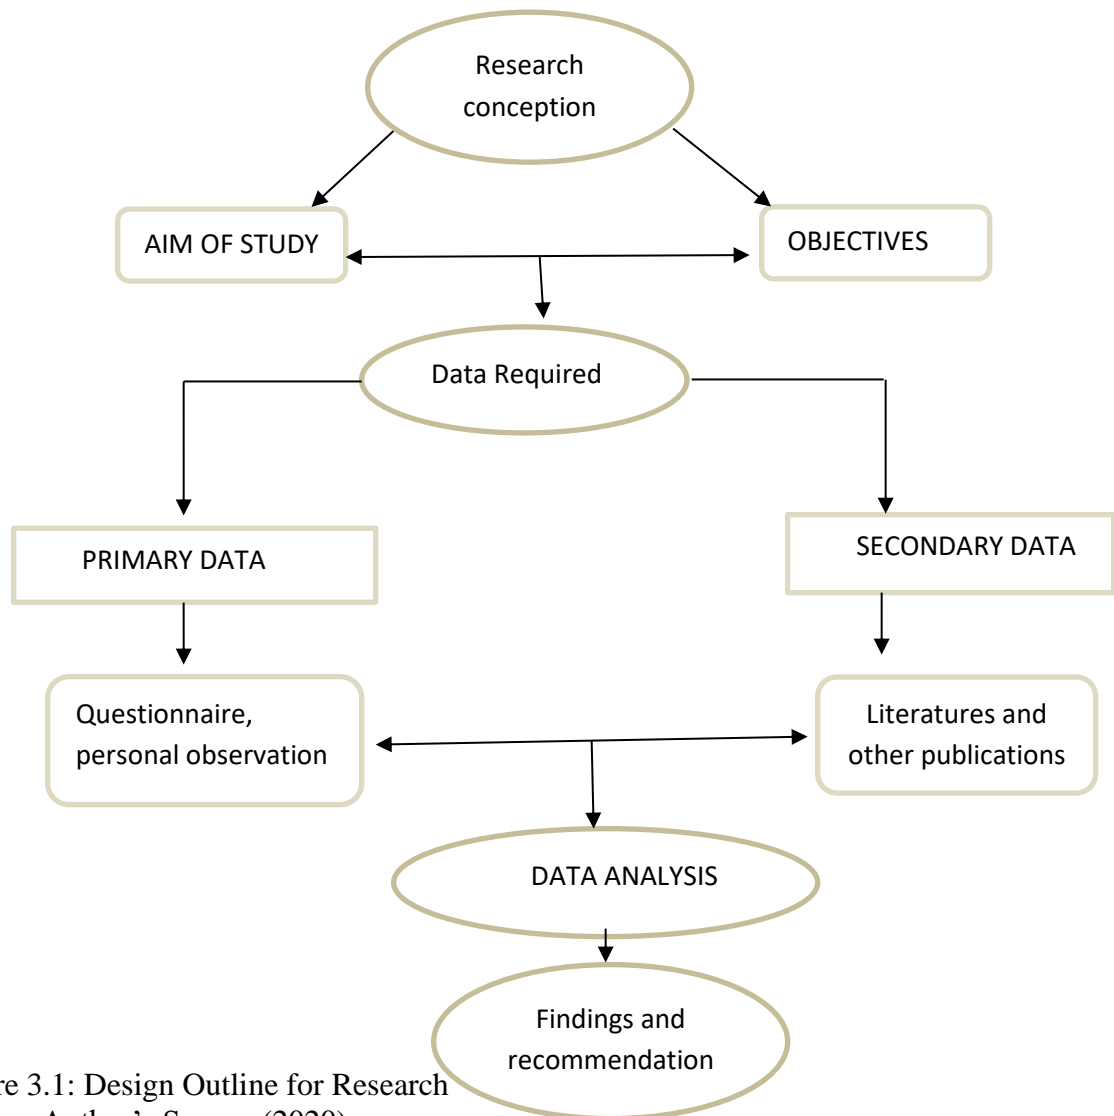 Research
conception
AIM OF STUDY
OBJECTIVES
Data Required
PRIMARY DATA
SECONDARY DATA
Questionnaire,
personal observation
Literatures and
other publications
DATA ANALYSIS
Findings and
recommendation
re 3.1: Design Outline for Research